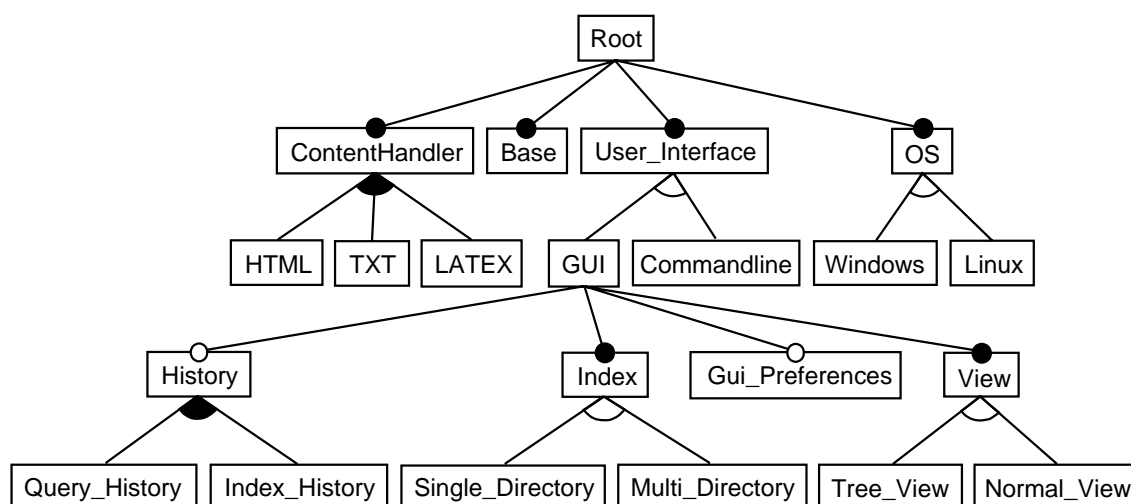 Root
ContentHandler Base User_Interface OS
HTML TXT LATEX GUI Commandline Windows Linux
History Index Gui_Preferences View
Query_History Index_History Single_Directory Multi_Directory Tree_View Normal_View